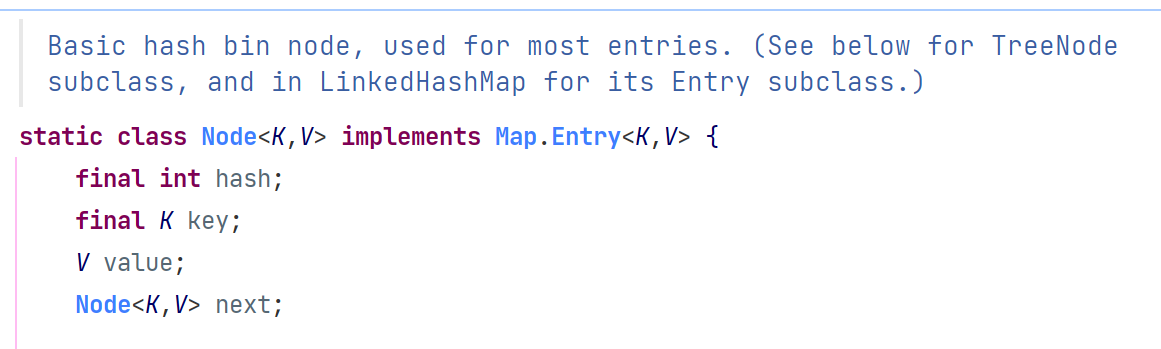 Basic hash bin node, used for most entries. (See below for TreeNode
subclass, and in LinkedHashMap for its Entry subclass.)
static class Node<K,V> implements Map.Entry<K,V> {
final int hash;
final K key;
V value;
Node<K,V> next;